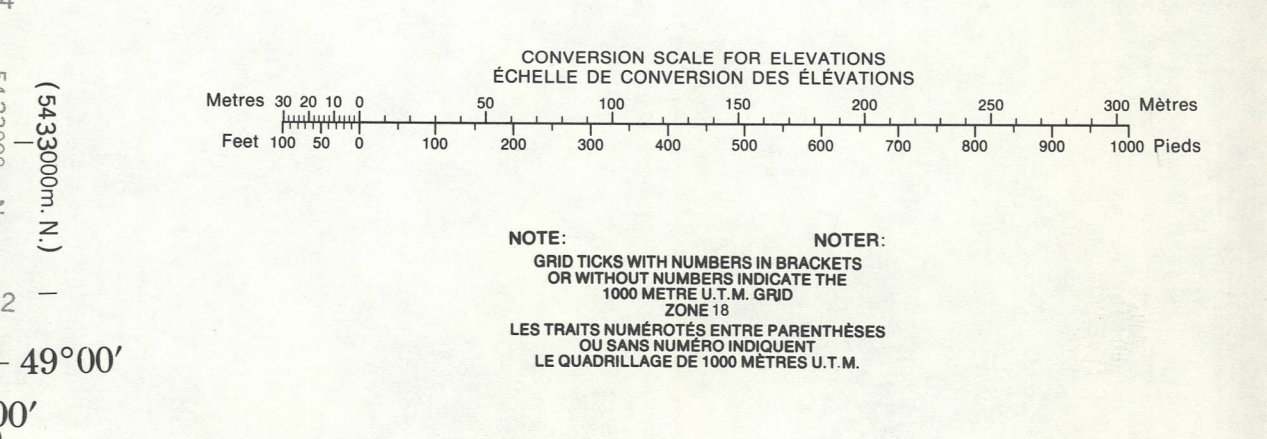 CONVERSION SCALE FOR ELEVATIONS
ÉCHELLE DE CONVERSION DES ÉLÉVATIONS
Metres 30 20 10 0 50 100 150 200 250 300 Mètres
Feet 100 50 0 100 200 300 400 500 600 700 800 900 1000 Pieds
(5433000m. N.)
NOTE: NOTER:
GRID TICKS WITH NUMBERS IN BRACKETS
OR WITHOUT NUMBERS INDICATE THE
1000 METRE U.T.M. GRID
ZONE 18
LES TRAITS NUMÉROTÉS ENTRE PARENTHÈSES
OU SANS NUMÉRO INDIQUENT
LE QUADRILLAGE DE 1000 MÈTRES U.T.M.
2
49°00′
00′